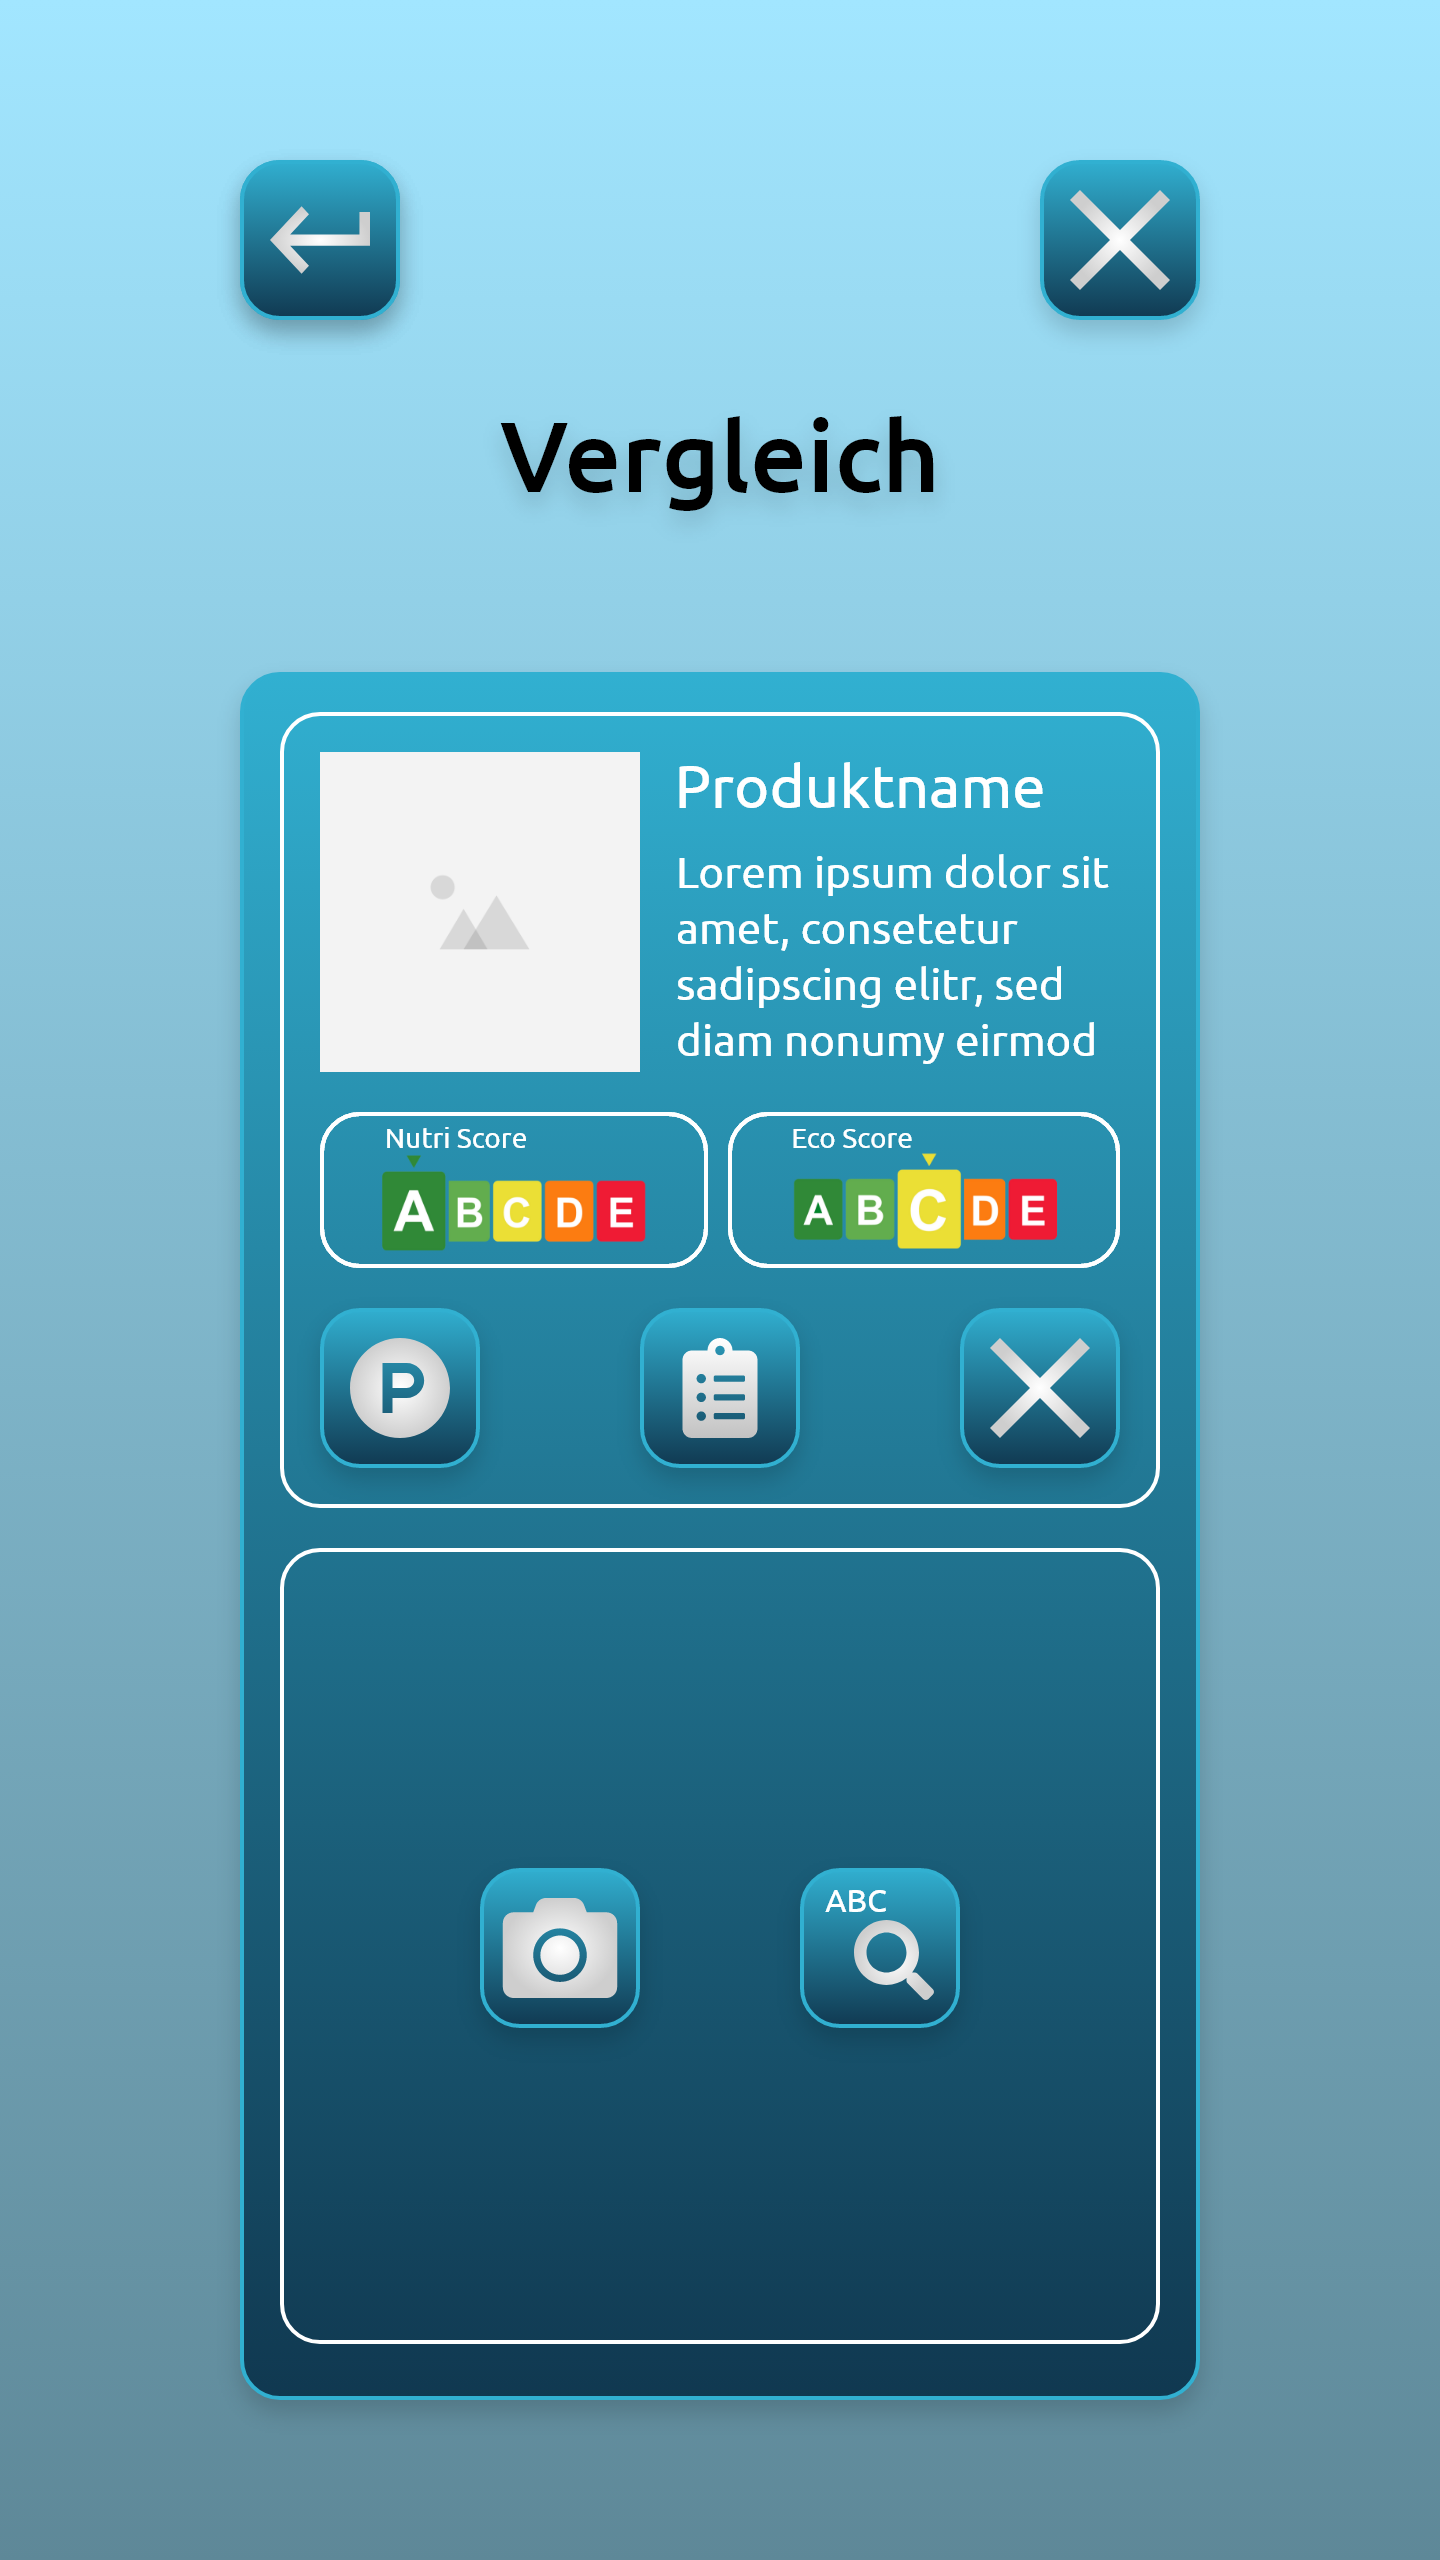 Vergleich
Produktname
Lorem ipsum dolor sit
amet, consetetur
sadipscing elitr, sed
diam nonumy eirmod
Nutri Score
A B C D E
Eco Score
A B C D E
P
ABC